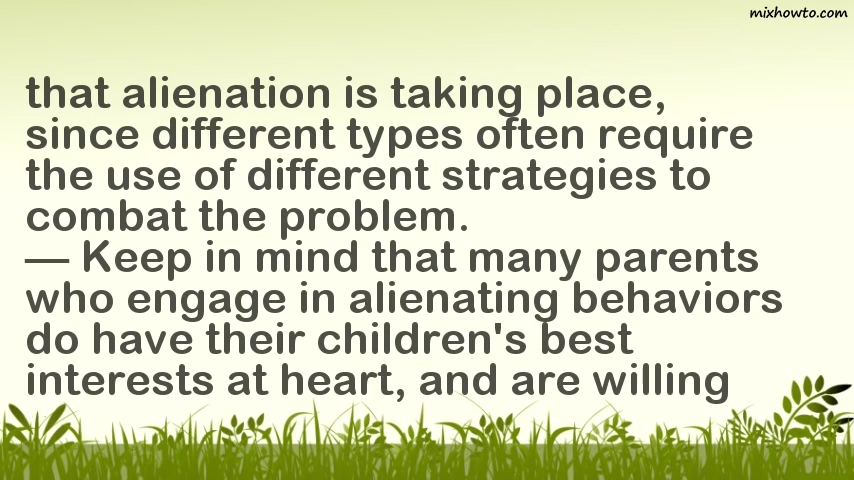 mixhowto.com
that alienation is taking place,
since different types often require
the use of different strategies to
combat the problem.
— Keep in mind that many parents
who engage in alienating behaviors
do have their children's best
interests at heart, and are willing